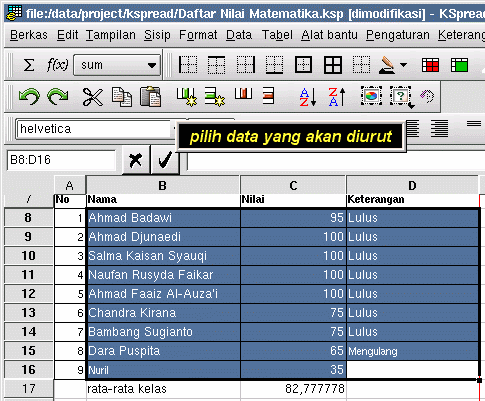 file:/data/project/kspread/Daftar Nilai Matematika.ksp [dimodifikasi] - KSpre
Berkas Edit Tampilan Sisip Format Data Tabel Alat bantu Pengaturan Keteran
Σ f(x) sum
helvetica
pilih data yang akan diurut
B8:D16
/ A B C D
No Nama Nilai Keterangan
8 1 Ahmad Badawi 95 Lulus
9 2 Ahmad Djunaedi 100 Lulus
10 3 Salma Kaisan Syauqi 100 Lulus
11 4 Naufan Rusyda Faikar 100 Lulus
12 5 Ahmad Faaiz Al-Auza'i 100 Lulus
13 6 Chandra Kirana 75 Lulus
14 7 Bambang Sugianto 75 Lulus
15 8 Dara Puspita 65 Mengulang
16 9 Nuril 35
17 rata-rata kelas 82,777778